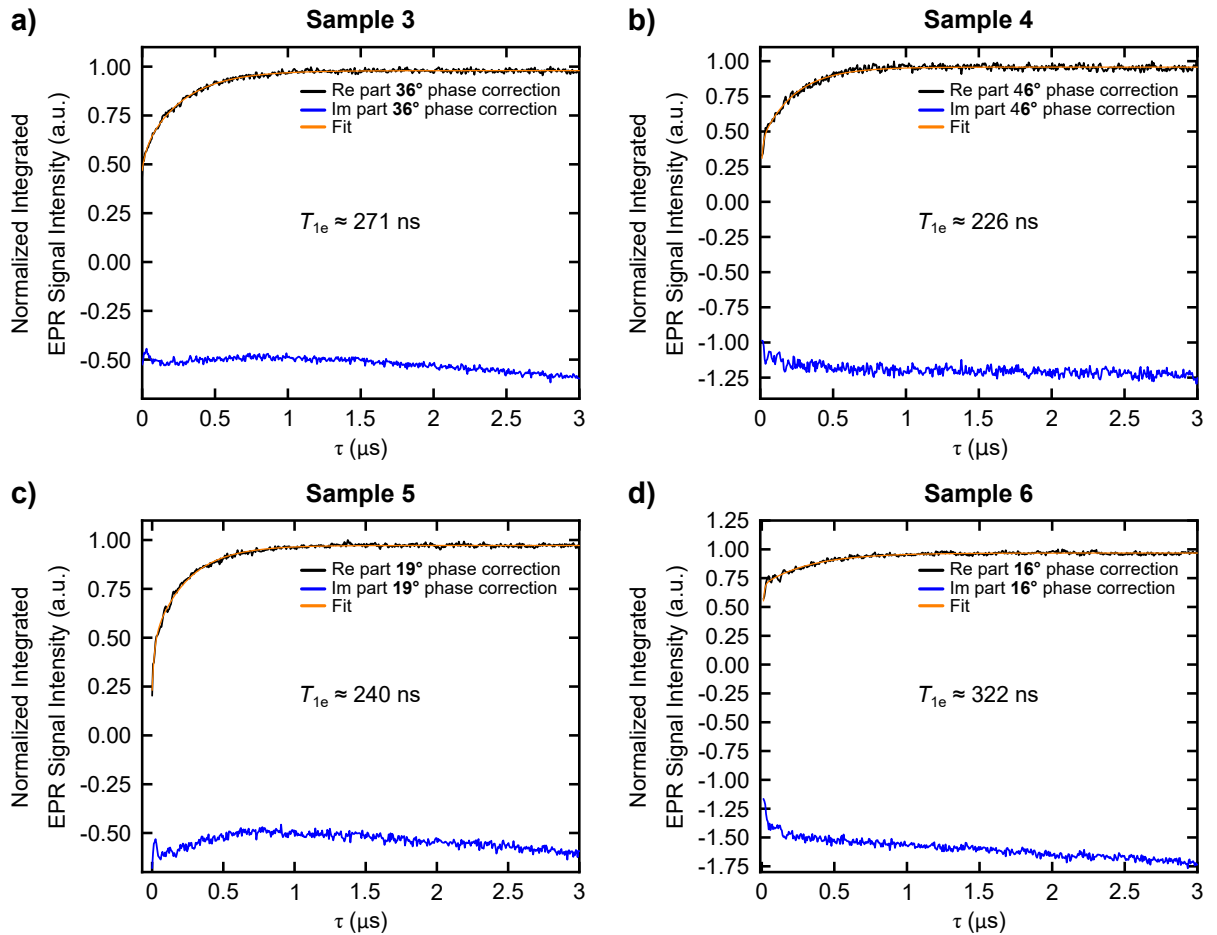 a)
Sample 3
Normalized Integrated
EPR Signal Intensity (a.u.)
1.00
0.75
0.50
0.25
0.00
-0.25
-0.50
Re part 36° phase correction
Im part 36° phase correction
Fit
T1e ≈ 271 ns
0
0.5
1
1.5
2
2.5
3
τ (µs)
b)
Sample 4
Normalized Integrated
EPR Signal Intensity (a.u.)
1.00
0.75
0.50
0.25
0.00
-0.25
-0.50
-0.75
-1.00
-1.25
Re part 46° phase correction
Im part 46° phase correction
Fit
T1e ≈ 226 ns
0
0.5
1
1.5
2
2.5
3
τ (µs)
c)
Sample 5
Normalized Integrated
EPR Signal Intensity (a.u.)
1.00
0.75
0.50
0.25
0.00
-0.25
-0.50
Re part 19° phase correction
Im part 19° phase correction
Fit
T1e ≈ 240 ns
0
0.5
1
1.5
2
2.5
3
τ (µs)
d)
Sample 6
Normalized Integrated
EPR Signal Intensity (a.u.)
1.25
1.00
0.75
0.50
0.25
0.00
-0.25
-0.50
-0.75
-1.00
-1.25
-1.50
-1.75
Re part 16° phase correction
Im part 16° phase correction
Fit
T1e ≈ 322 ns
0
0.5
1
1.5
2
2.5
3
τ (µs)